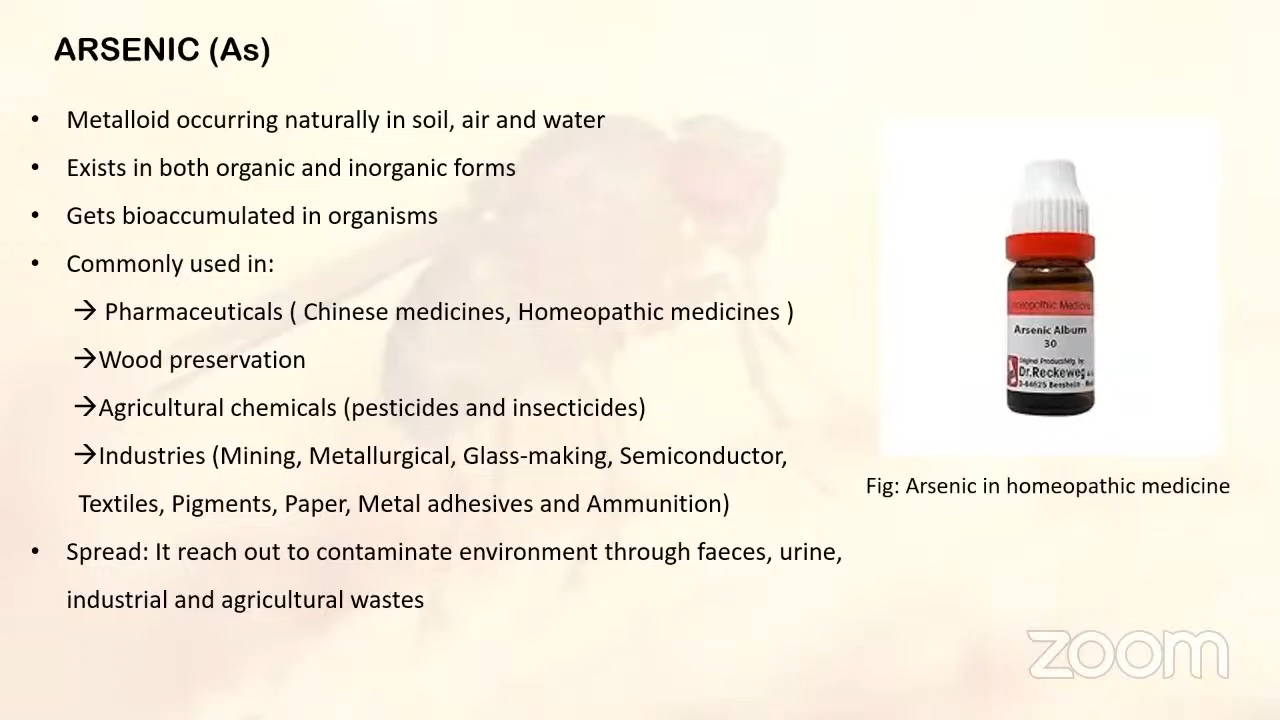 ARSENIC (As)
• Metalloid occurring naturally in soil, air and water
• Exists in both organic and inorganic forms
• Gets bioaccumulated in organisms
• Commonly used in:
→ Pharmaceuticals ( Chinese medicines, Homeopathic medicines )
→Wood preservation
→Agricultural chemicals (pesticides and insecticides)
→Industries (Mining, Metallurgical, Glass-making, Semiconductor,
Textiles, Pigments, Paper, Metal adhesives and Ammunition)
• Spread: It reach out to contaminate environment through faeces, urine,
industrial and agricultural wastes
Arsenic Album
30
Dr.Reckeweg
Fig: Arsenic in homeopathic medicine
zoom